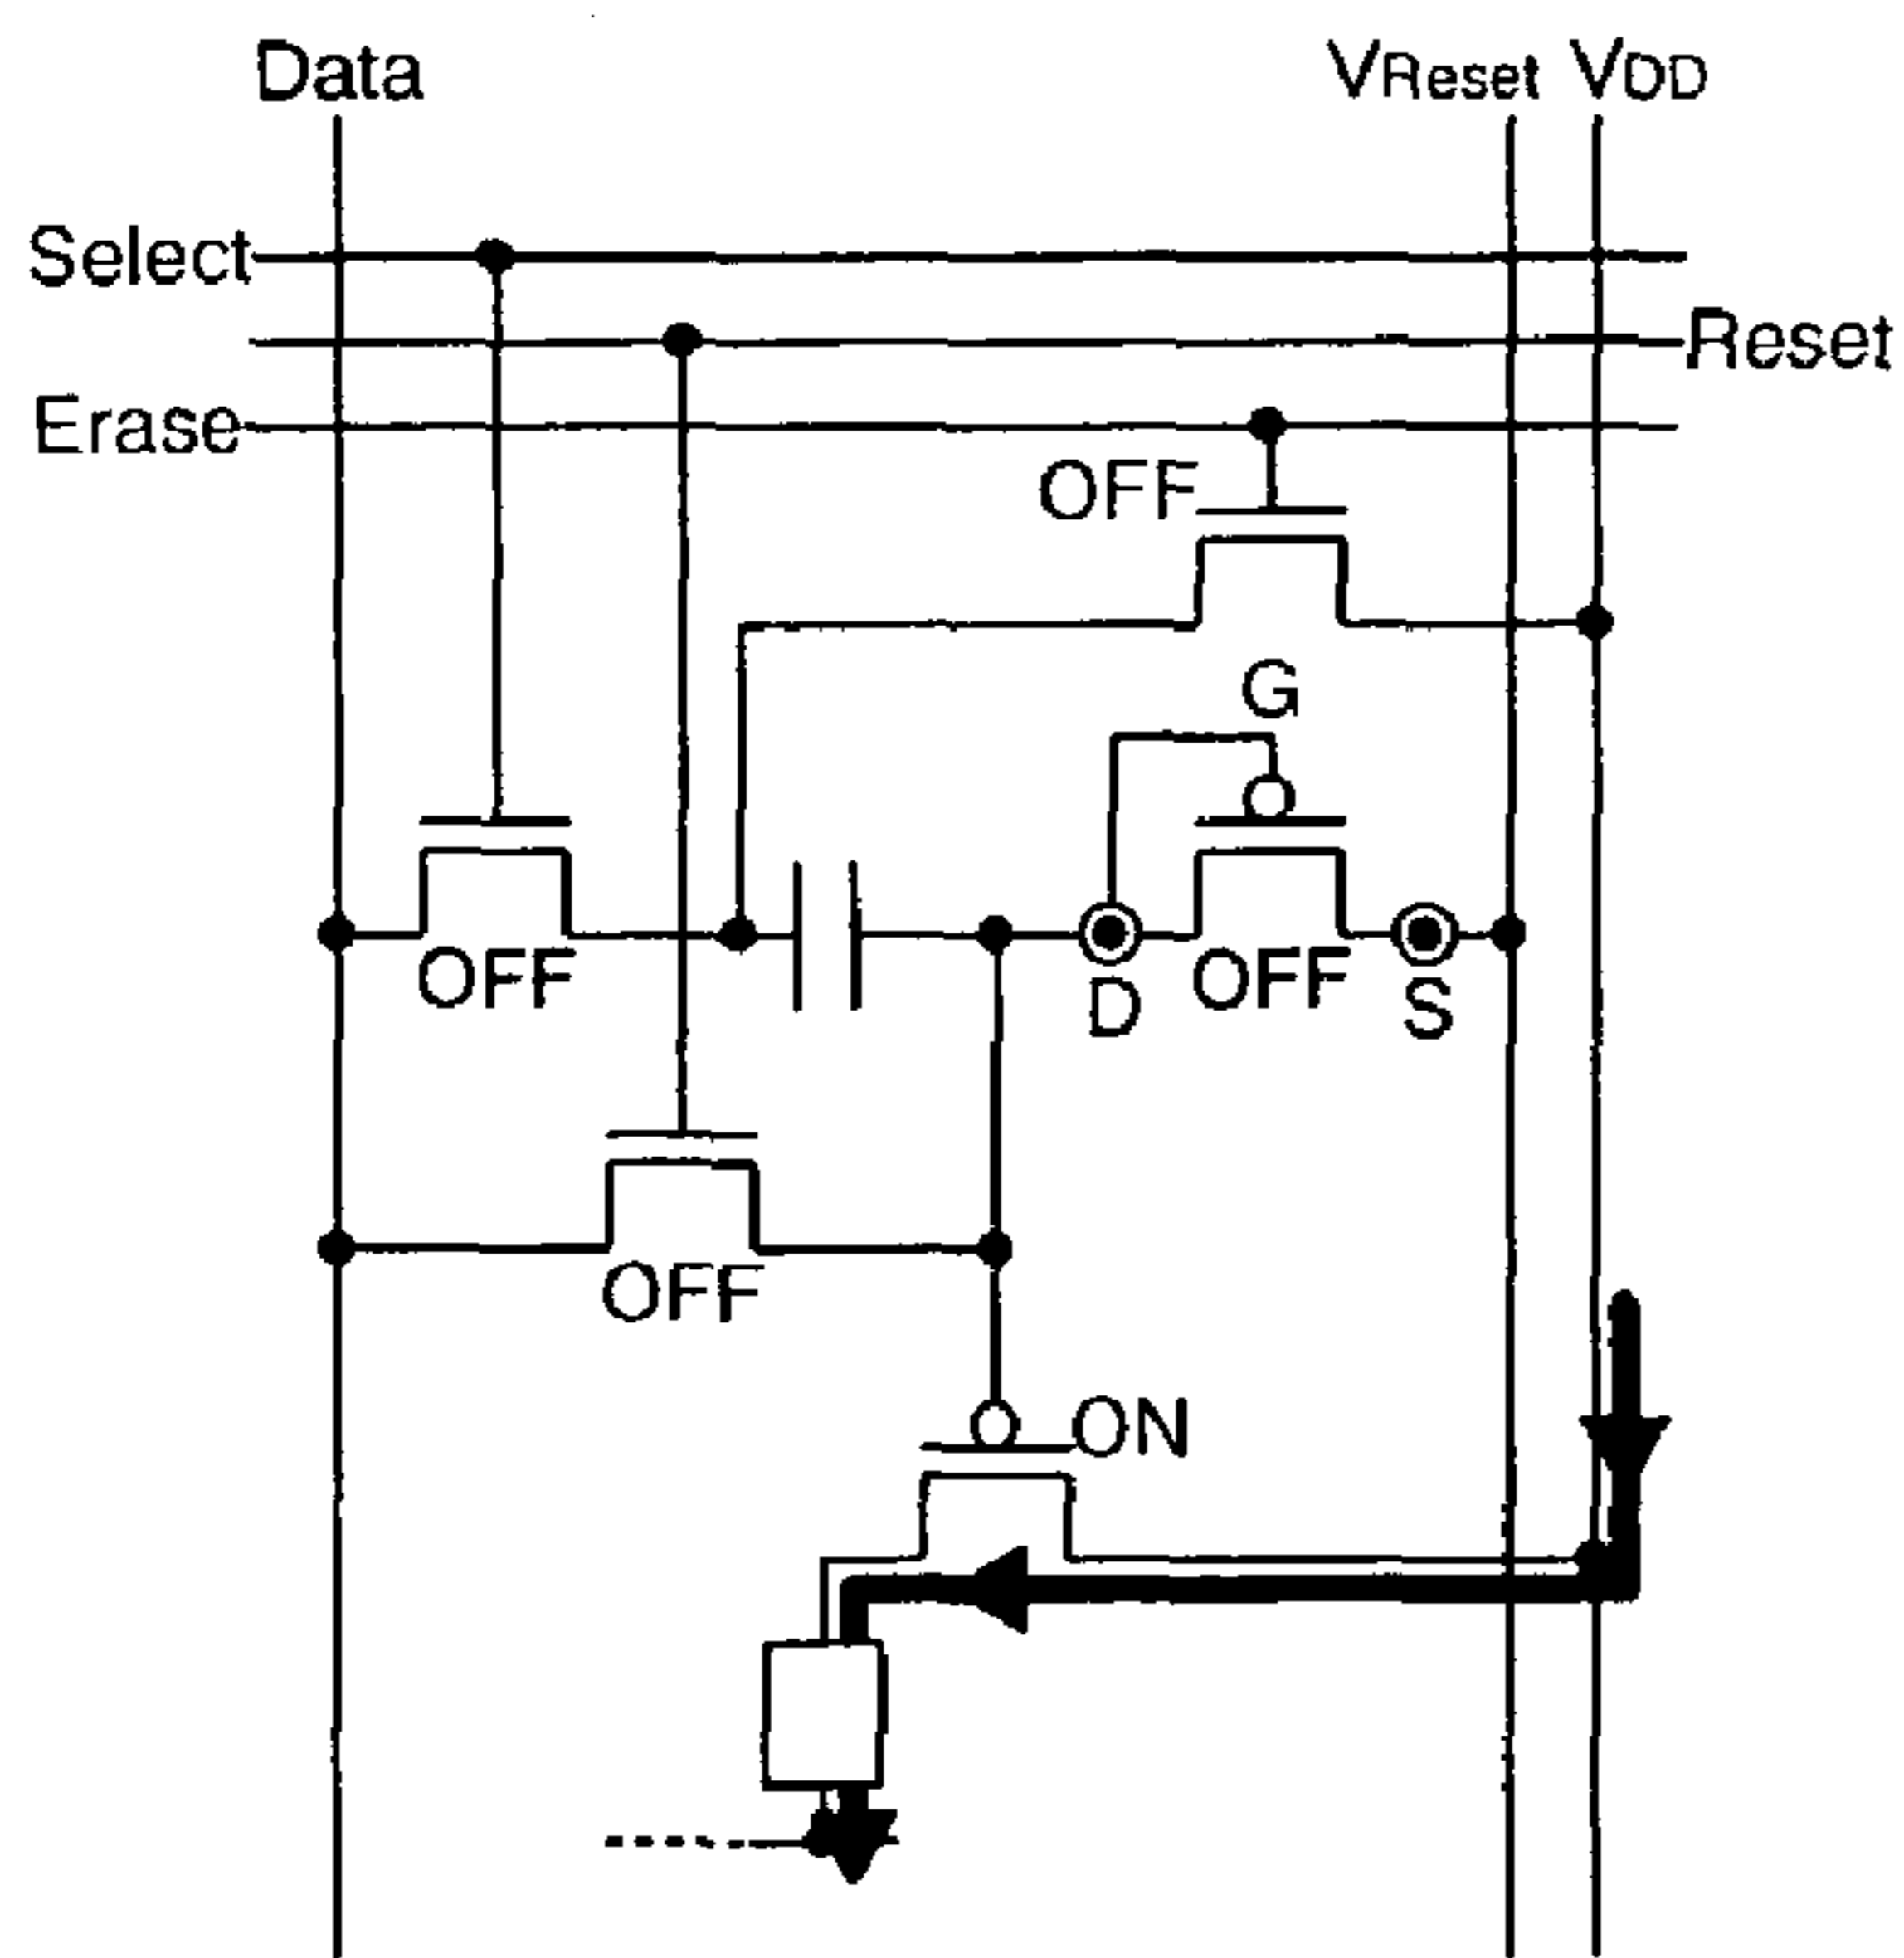 Data
VReset VDD
Select
Reset
Erase
OFF
G
OFF
D
OFF
S
OFF
ON